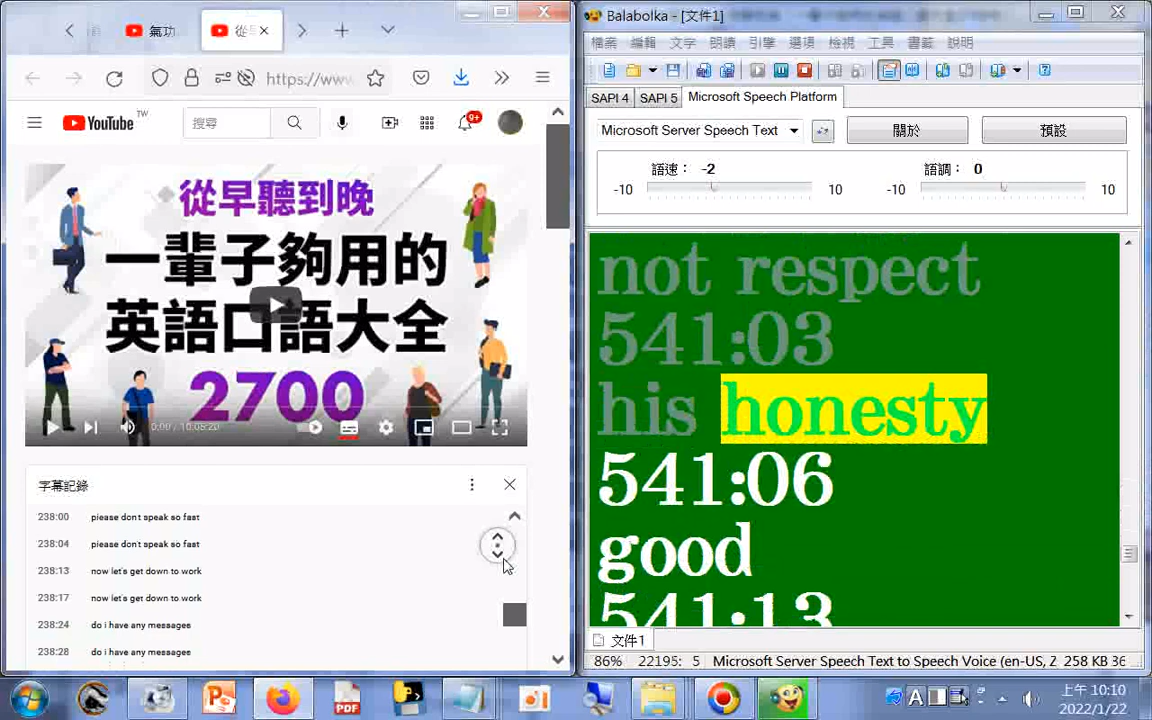 氣功
從
https://www
YouTube TW
搜尋
9+
從早聽到晚
一輩子夠用的
英語口語大全
2700
0:00 / 10:05:20
字幕記錄
238:00 please don't speak so fast
238:04 please don't speak so fast
238:13 now let's get down to work
238:17 now let's get down to work
238:24 do i have any messages
238:28 do i have any messages
Balabolka - [文件1]
檔案 編輯 文字 朗讀 引擎 選項 檢視 工具 書籤 說明
SAPI 4 SAPI 5 Microsoft Speech Platform
Microsoft Server Speech Text 關於 預設
語速： -2 語調： 0
-10 10 -10 10
not respect
541:03
his honesty
541:06
good
541:13
文件1
86% 22195: 5 Microsoft Server Speech Text to Speech Voice (en-US, Z 258 KB 36
PDF
A
上午 10:10
2022/1/22